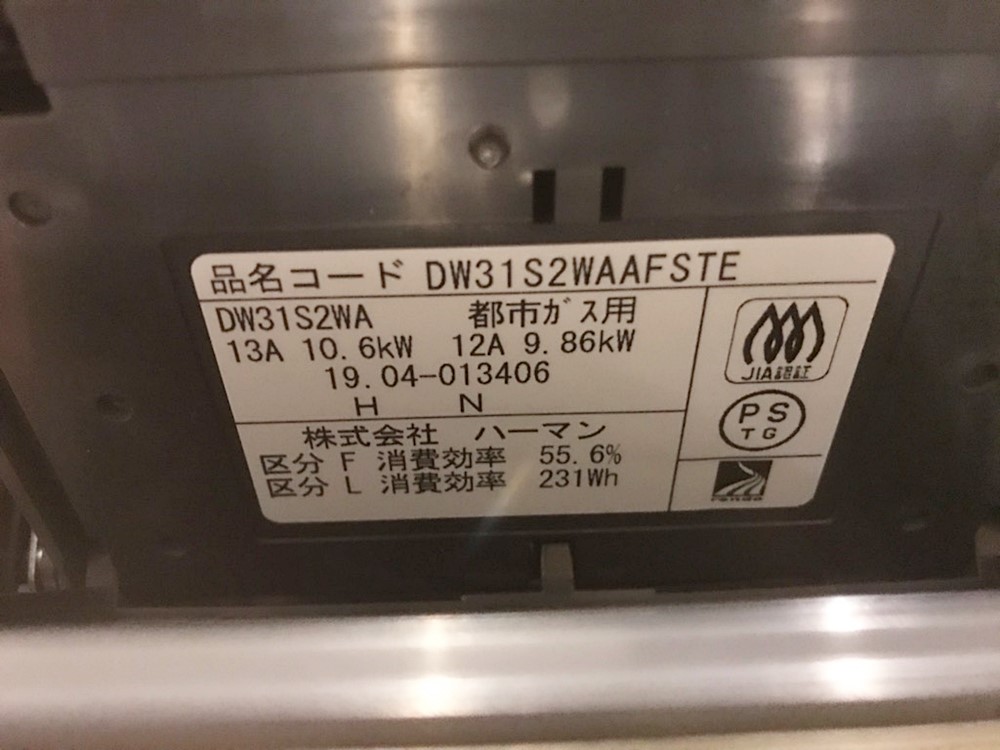 品名コード DW31S2WAAFSTE
DW31S2WA 都市ガス用
13A 10.6kW 12A 9.86kW
19.04-013406
H N
株式会社 ハーマン
区分 F 消費効率 55.6%
区分 L 消費効率 231Wh
JIA認証
PS
TG